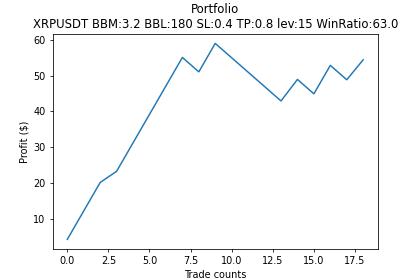 Portfolio
XRPUSDT BBM:3.2 BBL:180 SL:0.4 TP:0.8 lev:15 WinRatio:63.0
60
50
40
30
20
10
Profit ($)
0.0 2.5 5.0 7.5 10.0 12.5 15.0 17.5
Trade counts